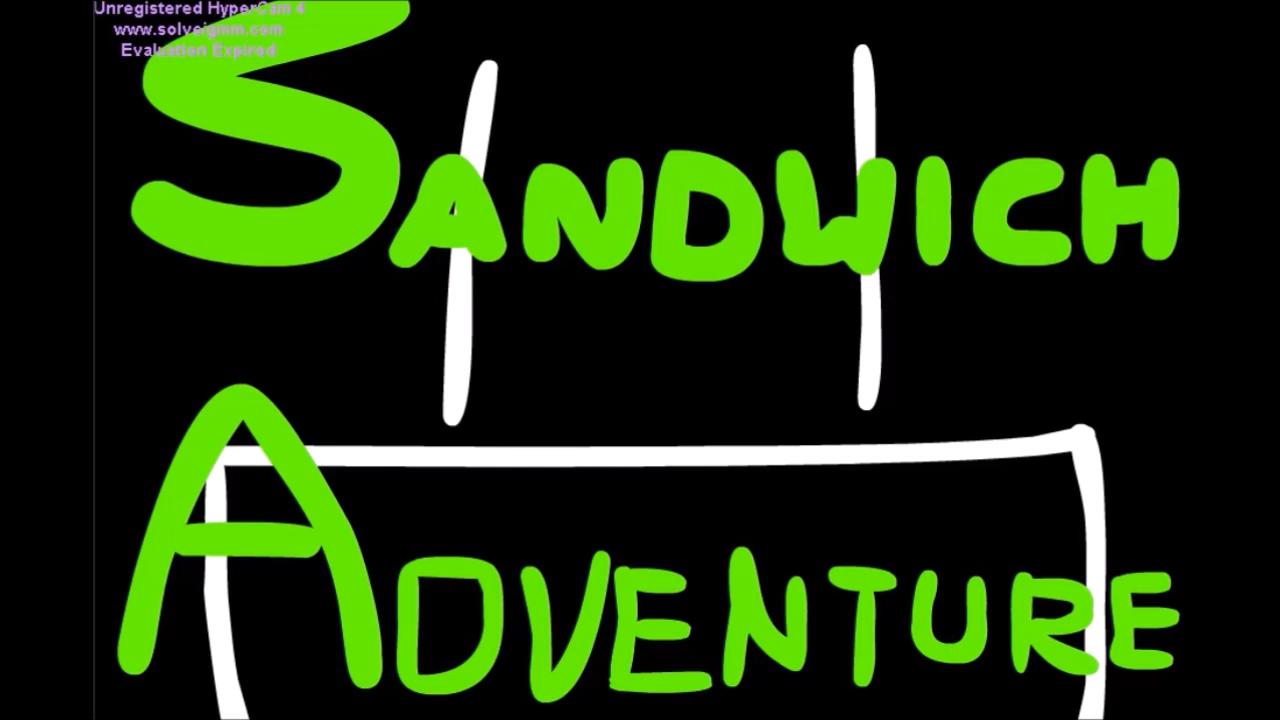 Unregistered HyperCam 4
www.solveigmm.com
Evaluation Expired
SANDWICH
ADVENTURE